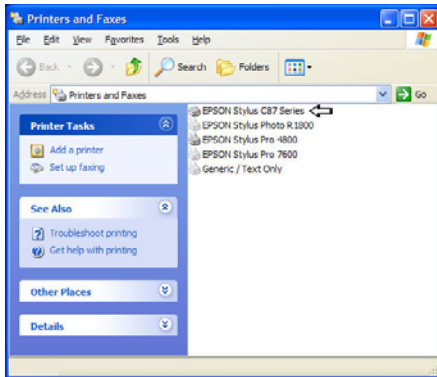 Printers and Faxes
File Edit View Favorites Tools Help
Back Search Folders
Address Printers and Faxes Go
Printer Tasks
Add a printer
Set up faxing
See Also
Troubleshoot printing
Get help with printing
Other Places
Details
EPSON Stylus C87 Series
EPSON Stylus Photo R1800
EPSON Stylus Pro 4800
EPSON Stylus Pro 7600
Generic / Text Only